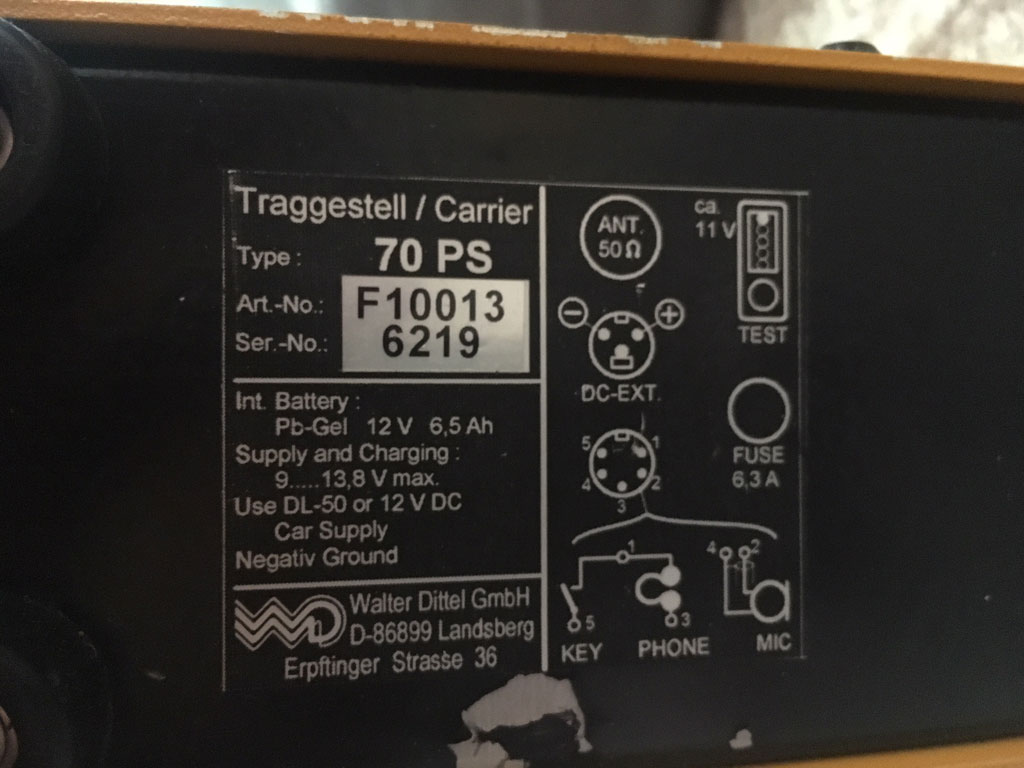 Traggestell / Carrier
Type : 70 PS
Art.-No.: F10013
Ser.-No.: 6219
Int. Battery :
Pb-Gel 12 V 6,5 Ah
Supply and Charging :
9.....13,8 V max.
Use DL-50 or 12 V DC
Car Supply
Negativ Ground
Walter Dittel GmbH
D-86899 Landsberg
Erpftinger Strasse 36
ANT.
50 Ω
ca.
11 V
TEST
− +
DC-EXT.
FUSE
6,3 A
5 1
4 2
3
1
5
KEY
3
PHONE
4 2
MIC